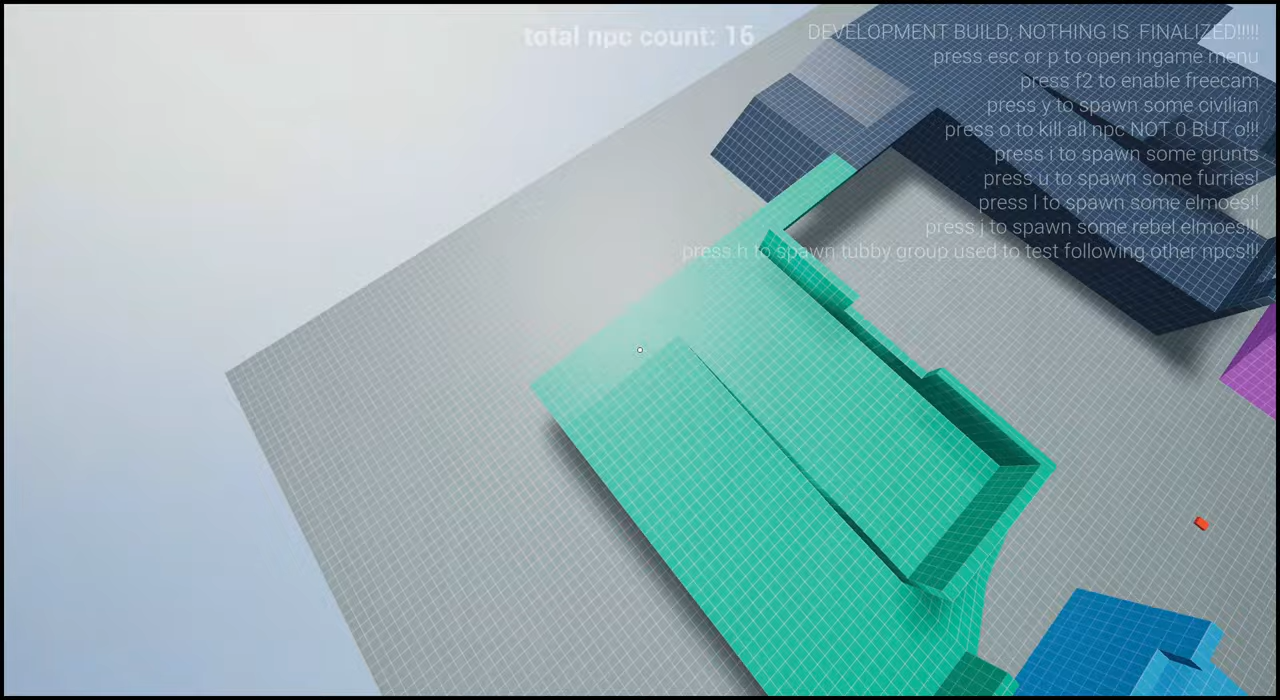 total npc count: 16
DEVELOPMENT BUILD, NOTHING IS FINALIZED!!!!!
press esc or p to open ingame menu
press f2 to enable freecam
press y to spawn some civilian
press o to kill all npc NOT 0 BUT o!!!
press i to spawn some grunts
press u to spawn some furries!
press l to spawn some elmoes!!
press j to spawn some rebel elmoes!!!
press h to spawn tubby group used to test following other npcs!!!